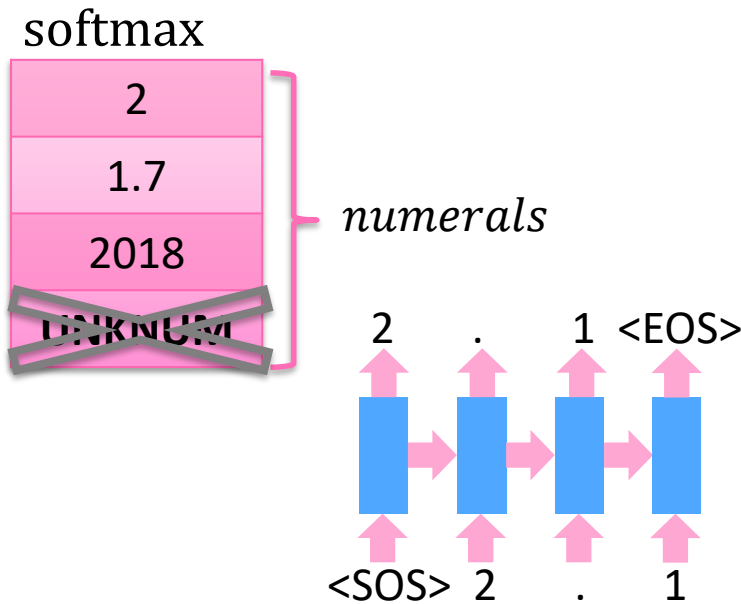 softmax
2
1.7
2018
UNKNUM
numerals
2 . 1 <EOS>
<SOS> 2 . 1